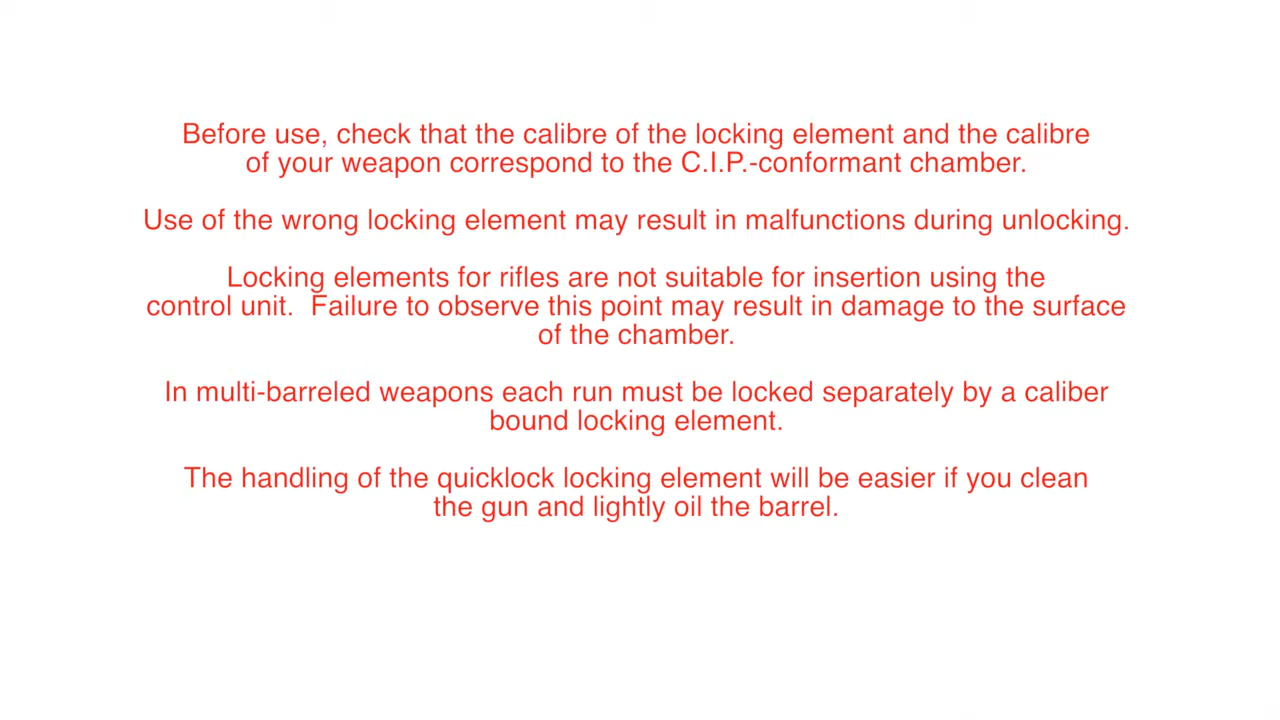 Before use, check that the calibre of the locking element and the calibre
of your weapon correspond to the C.I.P.-conformant chamber.
Use of the wrong locking element may result in malfunctions during unlocking.
Locking elements for rifles are not suitable for insertion using the
control unit.  Failure to observe this point may result in damage to the surface
of the chamber.
In multi-barreled weapons each run must be locked separately by a caliber
bound locking element.
The handling of the quicklock locking element will be easier if you clean
the gun and lightly oil the barrel.